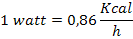 1 watt = 0,86 Kcal/h